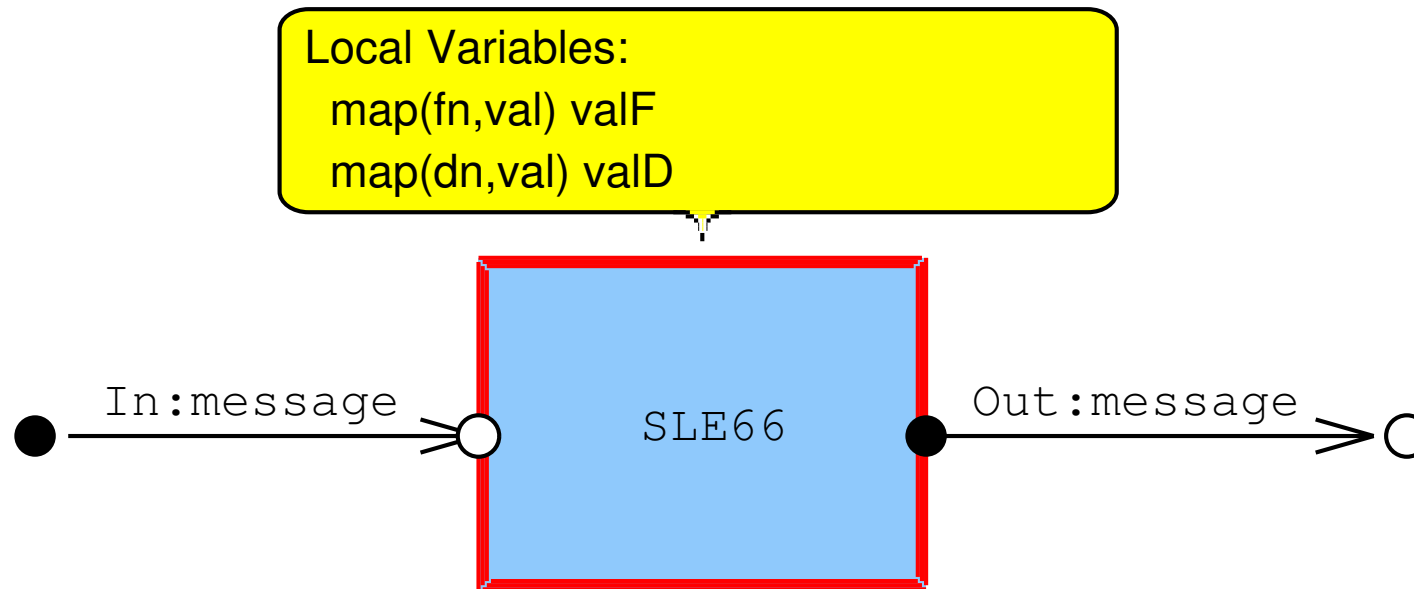 Local Variables:
map(fn,val) valF
map(dn,val) valD
In:message
SLE66
Out:message